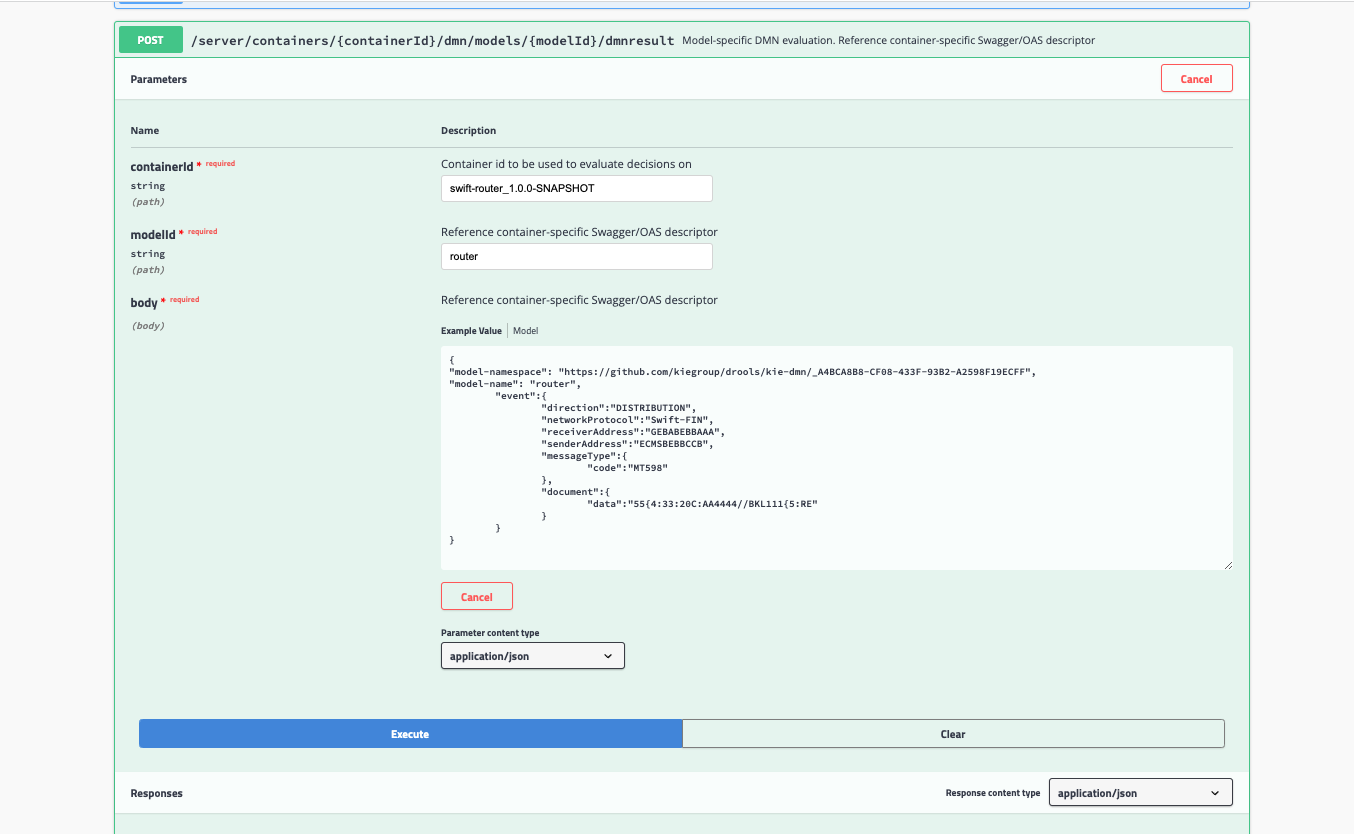 POST /server/containers/{containerId}/dmn/models/{modelId}/dmnresult Model-specific DMN evaluation. Reference container-specific Swagger/OAS descriptor
Parameters Cancel
Name Description
containerId * required Container id to be used to evaluate decisions on
string swift-router_1.0.0-SNAPSHOT
(path)
modelId * required Reference container-specific Swagger/OAS descriptor
string router
(path)
body * required Reference container-specific Swagger/OAS descriptor
(body)
Example Value Model
{
"model-namespace": "https://github.com/kiegroup/drools/kie-dmn/_A4BCA8B8-CF08-433F-93B2-A2598F19ECFF",
"model-name": "router",
"event":{
"direction":"DISTRIBUTION",
"networkProtocol":"Swift-FIN",
"receiverAddress":"GEBABEBBAAA",
"senderAddress":"ECMSBEBBCCB",
"messageType":{
"code":"MT598"
},
"document":{
"data":"55{4:33:20C:AA4444//BKL111{5:RE"
}
}
}
Cancel
Parameter content type
application/json
Execute Clear
Responses Response content type application/json